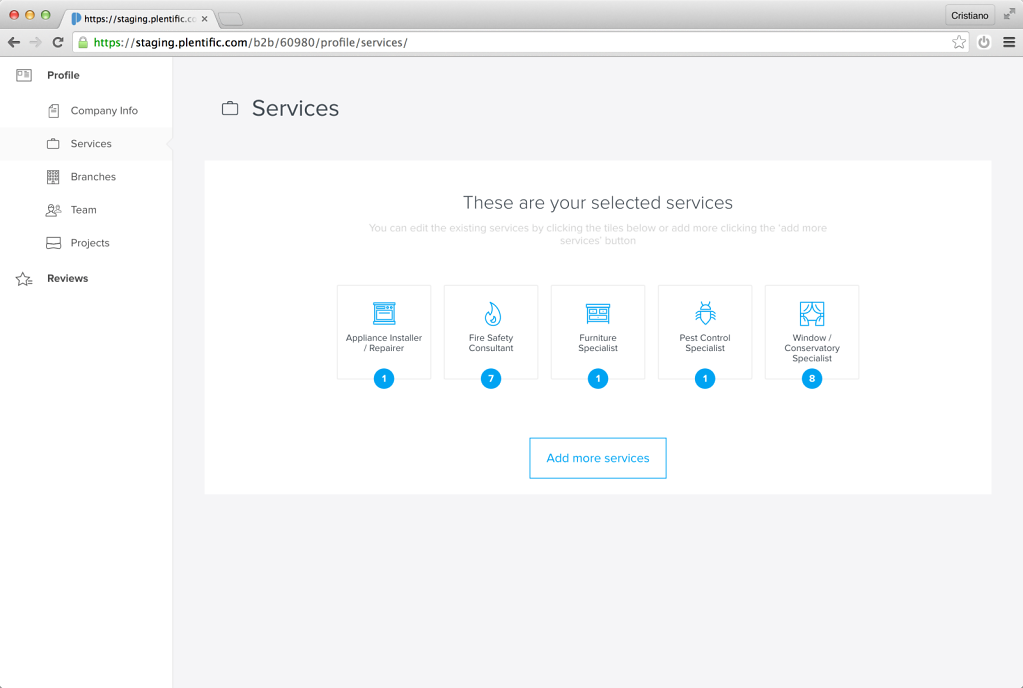 https://staging.plentific.cc
Cristiano
https://staging.plentific.com/b2b/60980/profile/services/
Profile
Company Info
Services
Branches
Team
Projects
Reviews
Services
These are your selected services
You can edit the existing services by clicking the tiles below or add more clicking the 'add more
services' button
Appliance Installer
/ Repairer
1
Fire Safety
Consultant
7
Furniture
Specialist
1
Pest Control
Specialist
1
Window /
Conservatory
Specialist
8
Add more services